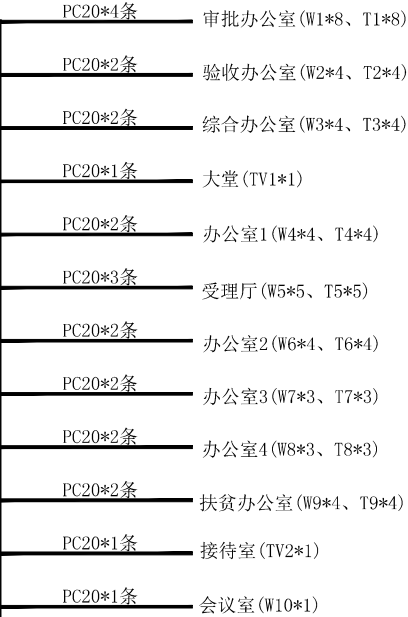 PC20*4条 审批办公室(W1*8、T1*8)
PC20*2条 验收办公室(W2*4、T2*4)
PC20*2条 综合办公室(W3*4、T3*4)
PC20*1条 大堂(TV1*1)
PC20*2条 办公室1(W4*4、T4*4)
PC20*3条 受理厅(W5*5、T5*5)
PC20*2条 办公室2(W6*4、T6*4)
PC20*2条 办公室3(W7*3、T7*3)
PC20*2条 办公室4(W8*3、T8*3)
PC20*2条 扶贫办公室(W9*4、T9*4)
PC20*1条 接待室(TV2*1)
PC20*1条 会议室(W10*1)